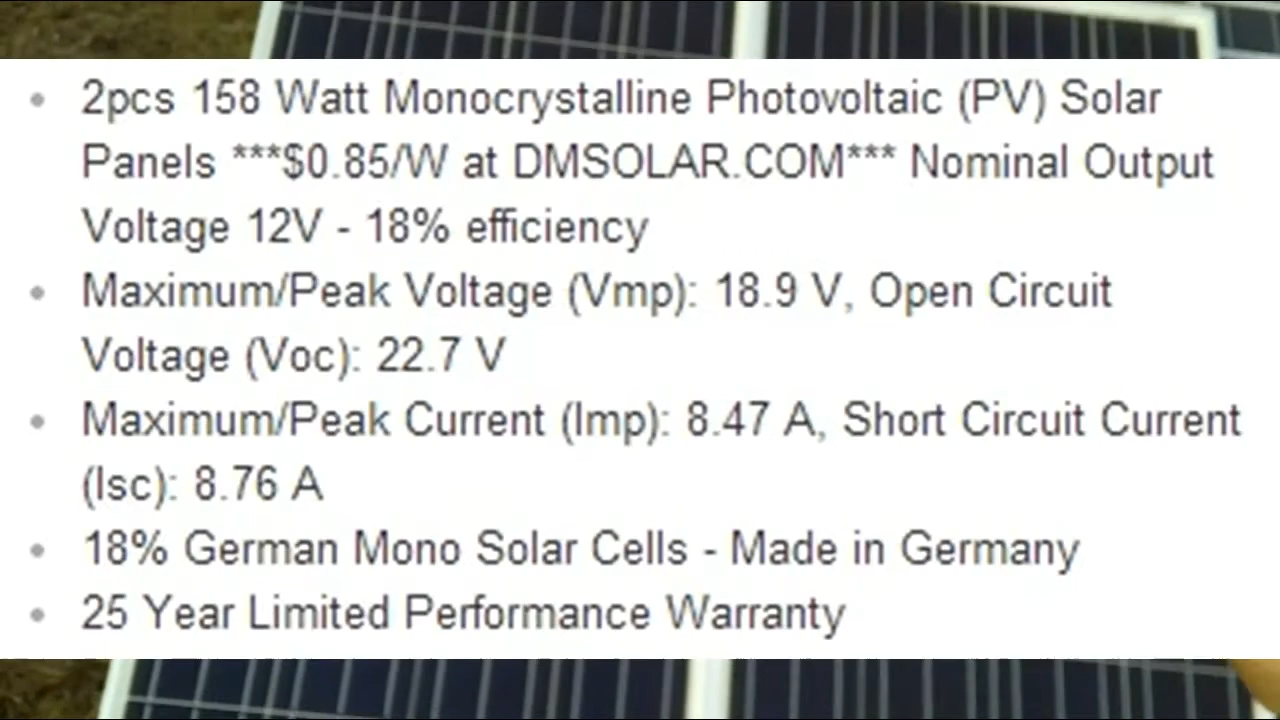 2pcs 158 Watt Monocrystalline Photovoltaic (PV) Solar
Panels ***$0.85/W at DMSOLAR.COM*** Nominal Output
Voltage 12V - 18% efficiency
Maximum/Peak Voltage (Vmp): 18.9 V, Open Circuit
Voltage (Voc): 22.7 V
Maximum/Peak Current (Imp): 8.47 A, Short Circuit Current
(Isc): 8.76 A
18% German Mono Solar Cells - Made in Germany
25 Year Limited Performance Warranty